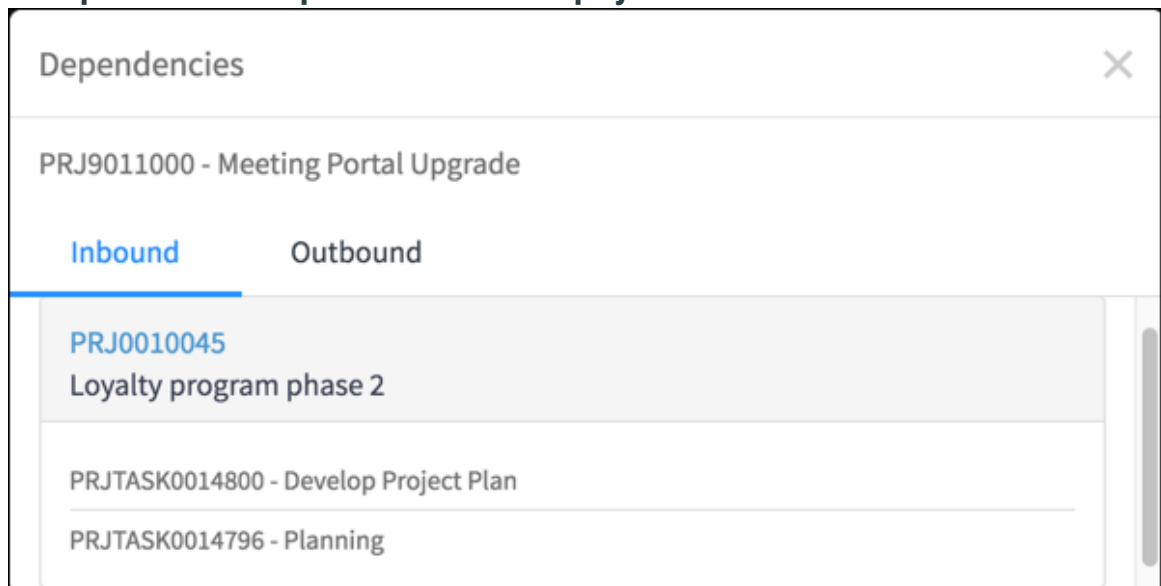 Dependencies
PRJ9011000 - Meeting Portal Upgrade
Inbound Outbound
PRJ0010045
Loyalty program phase 2
PRJTASK0014800 - Develop Project Plan
PRJTASK0014796 - Planning